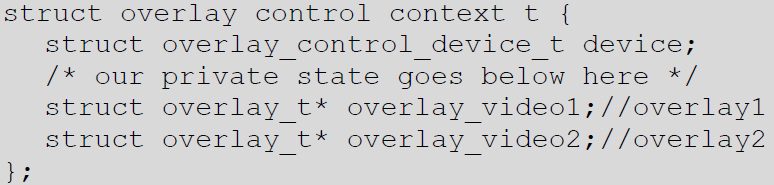 struct overlay control context t {
struct overlay_control_device_t device;
/* our private state goes below here */
struct overlay_t* overlay_video1;//overlay1
struct overlay_t* overlay_video2;//overlay2
};